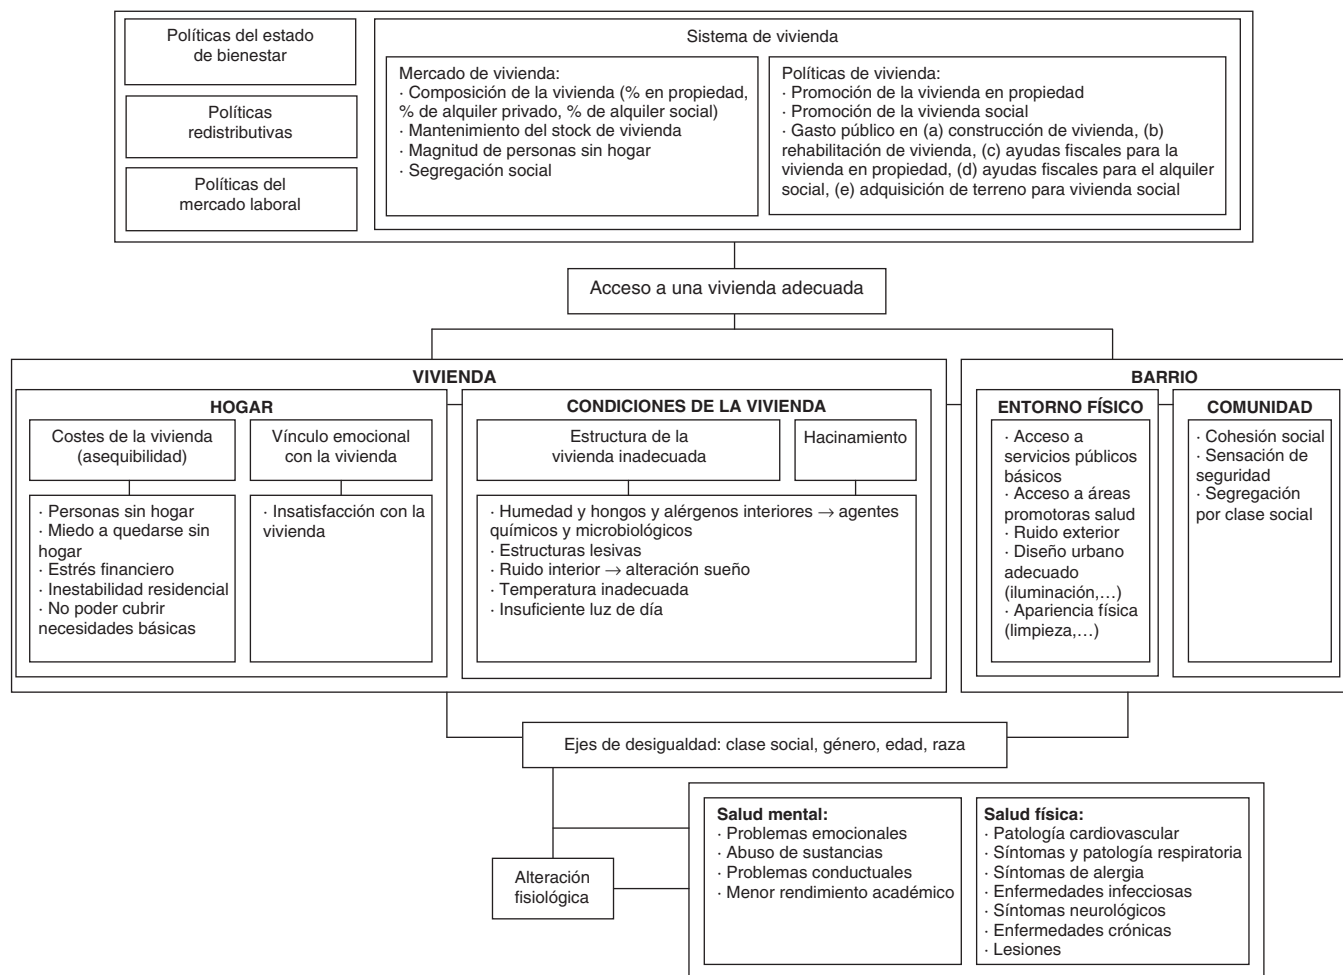 Políticas del estado
de bienestar
Políticas
redistributivas
Políticas del
mercado laboral
Sistema de vivienda
Mercado de vivienda:
· Composición de la vivienda (% en propiedad,
% de alquiler privado, % de alquiler social)
· Mantenimiento del stock de vivienda
· Magnitud de personas sin hogar
· Segregación social
Políticas de vivienda:
· Promoción de la vivienda en propiedad
· Promoción de la vivienda social
· Gasto público en (a) construcción de vivienda, (b)
rehabilitación de vivienda, (c) ayudas fiscales para la
vivienda en propiedad, (d) ayudas fiscales para el alquiler
social, (e) adquisición de terreno para vivienda social
Acceso a una vivienda adecuada
VIVIENDA
HOGAR
Costes de la vivienda
(asequibilidad)
· Personas sin hogar
· Miedo a quedarse sin
hogar
· Estrés financiero
· Inestabilidad residencial
· No poder cubrir
necesidades básicas
Vínculo emocional
con la vivienda
· Insatisfacción con la
vivienda
CONDICIONES DE LA VIVIENDA
Estructura de la
vivienda inadecuada
Hacinamiento
· Humedad y hongos y alérgenos interiores → agentes
químicos y microbiológicos
· Estructuras lesivas
· Ruido interior → alteración sueño
· Temperatura inadecuada
· Insuficiente luz de día
BARRIO
ENTORNO FÍSICO
· Acceso a
servicios públicos
básicos
· Acceso a áreas
promotoras salud
· Ruido exterior
· Diseño urbano
adecuado
(iluminación,…)
· Apariencia física
(limpieza,…)
COMUNIDAD
· Cohesión social
· Sensación de
seguridad
· Segregación
por clase social
Ejes de desigualdad: clase social, género, edad, raza
Alteración
fisiológica
Salud mental:
· Problemas emocionales
· Abuso de sustancias
· Problemas conductuales
· Menor rendimiento académico
Salud física:
· Patología cardiovascular
· Síntomas y patología respiratoria
· Síntomas de alergia
· Enfermedades infecciosas
· Síntomas neurológicos
· Enfermedades crónicas
· Lesiones